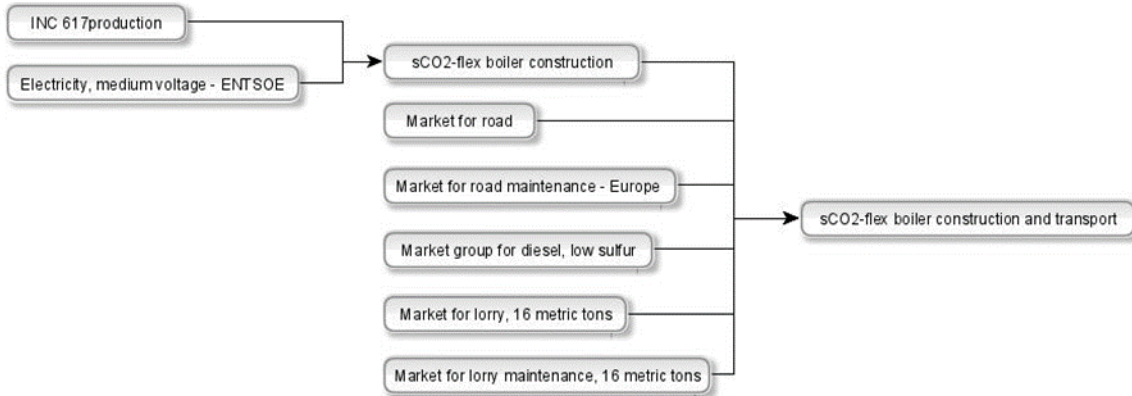 INC 617production
Electricity, medium voltage - ENTSOE
sCO2-flex boiler construction
Market for road
Market for road maintenance - Europe
Market group for diesel, low sulfur
Market for lorry, 16 metric tons
Market for lorry maintenance, 16 metric tons
sCO2-flex boiler construction and transport